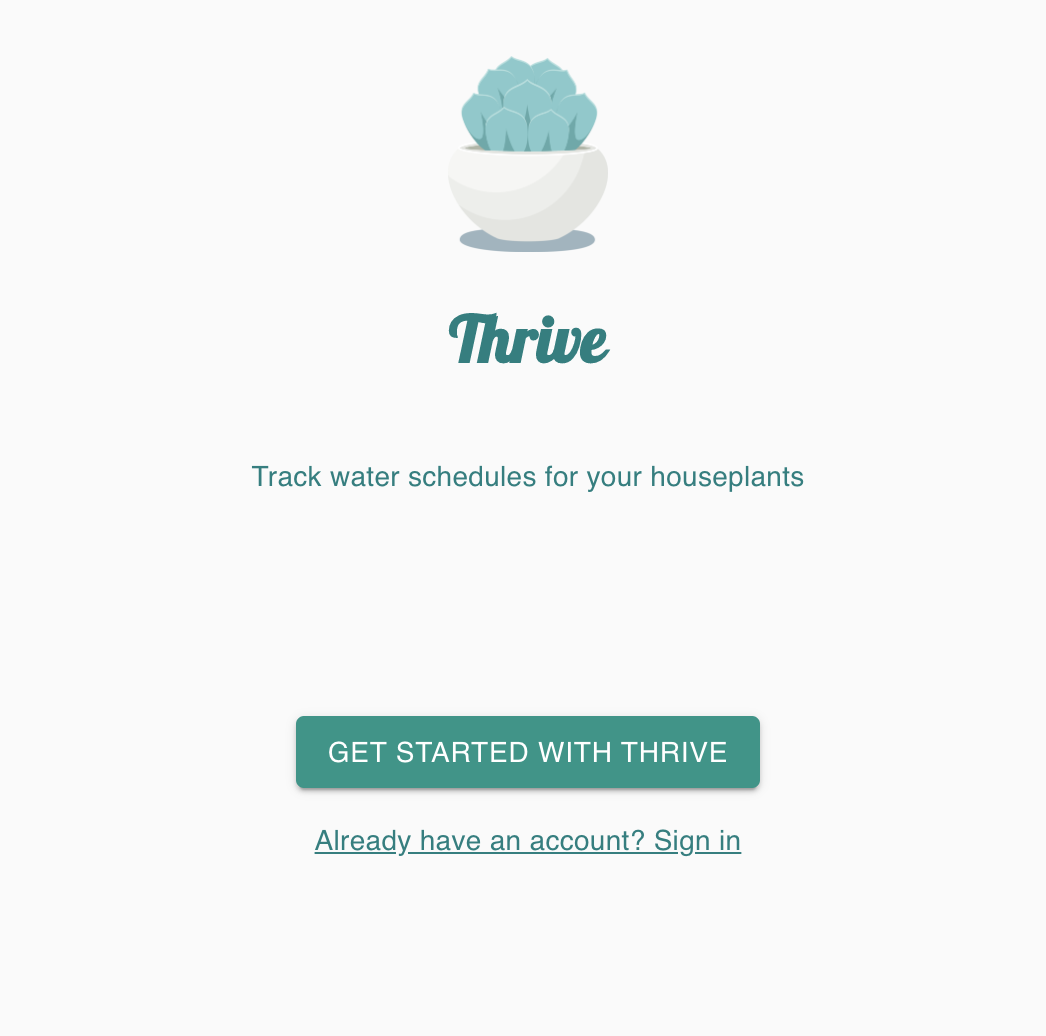 Thrive
Track water schedules for your houseplants
GET STARTED WITH THRIVE
Already have an account? Sign in